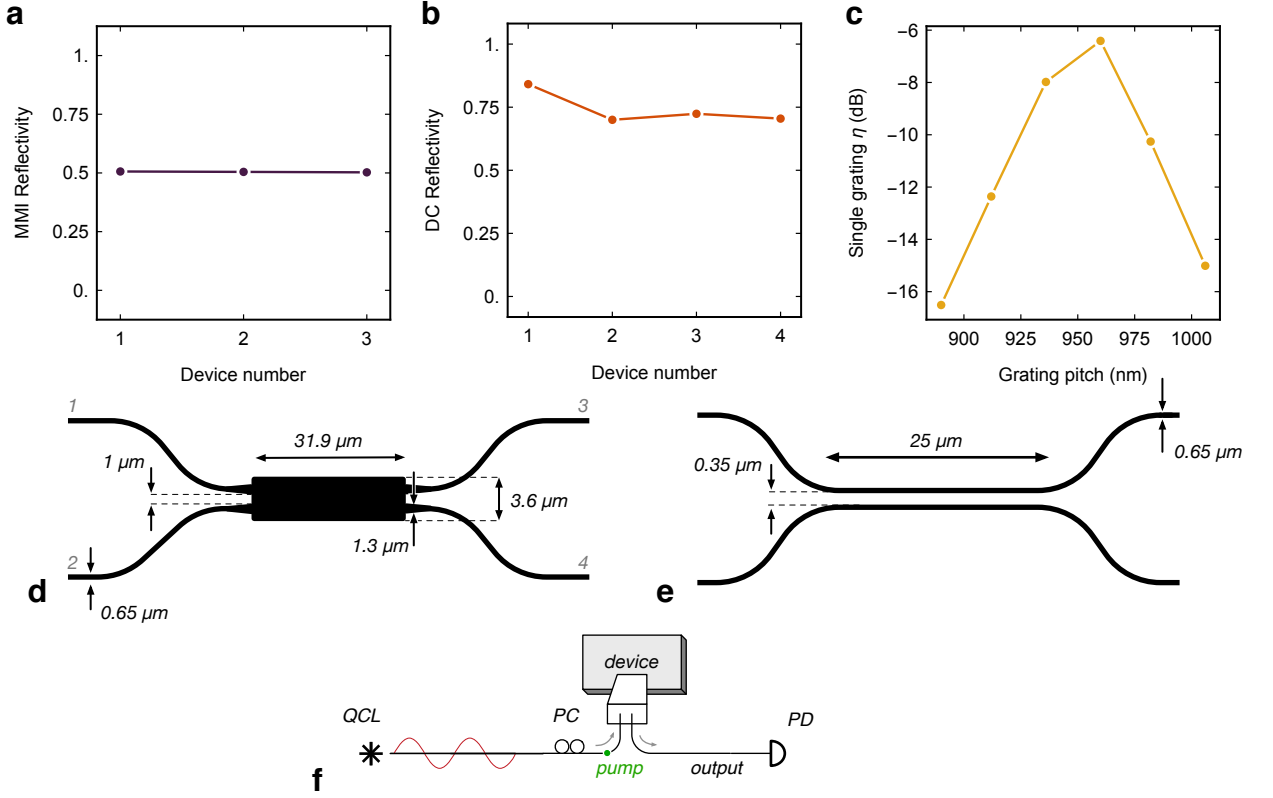 a
MMI Reflectivity
1.
0.75
0.5
0.25
0.
1 2 3
Device number
b
DC Reflectivity
1.
0.75
0.5
0.25
0.
1 2 3 4
Device number
c
Single grating η (dB)
−6
−8
−10
−12
−14
−16
900 925 950 975 1000
Grating pitch (nm)
1
3
31.9 μm
1 μm
3.6 μm
1.3 μm
2
4
0.65 μm
d
25 μm
0.35 μm
0.65 μm
e
device
QCL
PC
PD
pump
output
f